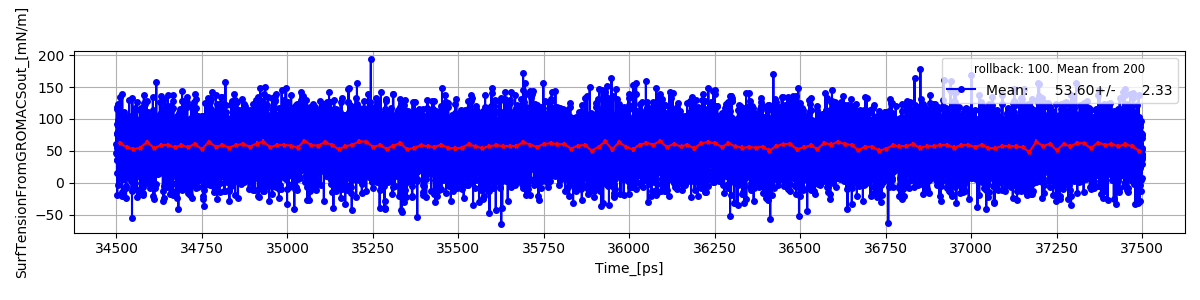 SurfTensionFromGROMACSout_[mN/m]
200
150
100
50
0
−50
rollback: 100. Mean from 200
Mean: 53.60+/- 2.33
34500 34750 35000 35250 35500 35750 36000 36250 36500 36750 37000 37250 37500
Time_[ps]